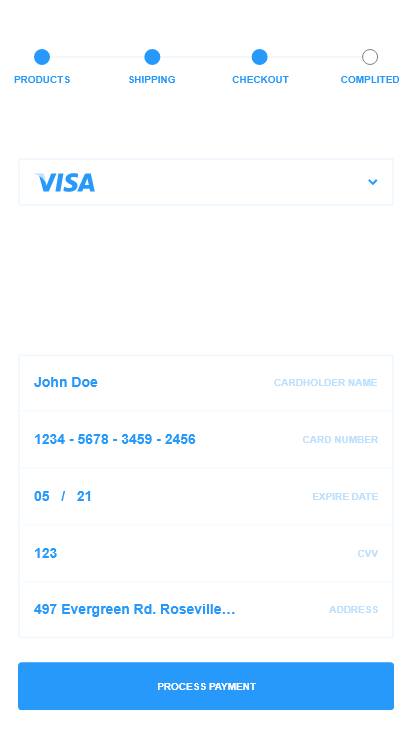 PRODUCTS SHIPPING CHECKOUT COMPLITED
VISA
John Doe CARDHOLDER NAME
1234 - 5678 - 3459 - 2456 CARD NUMBER
05 / 21 EXPIRE DATE
123 CVV
497 Evergreen Rd. Roseville... ADDRESS
PROCESS PAYMENT